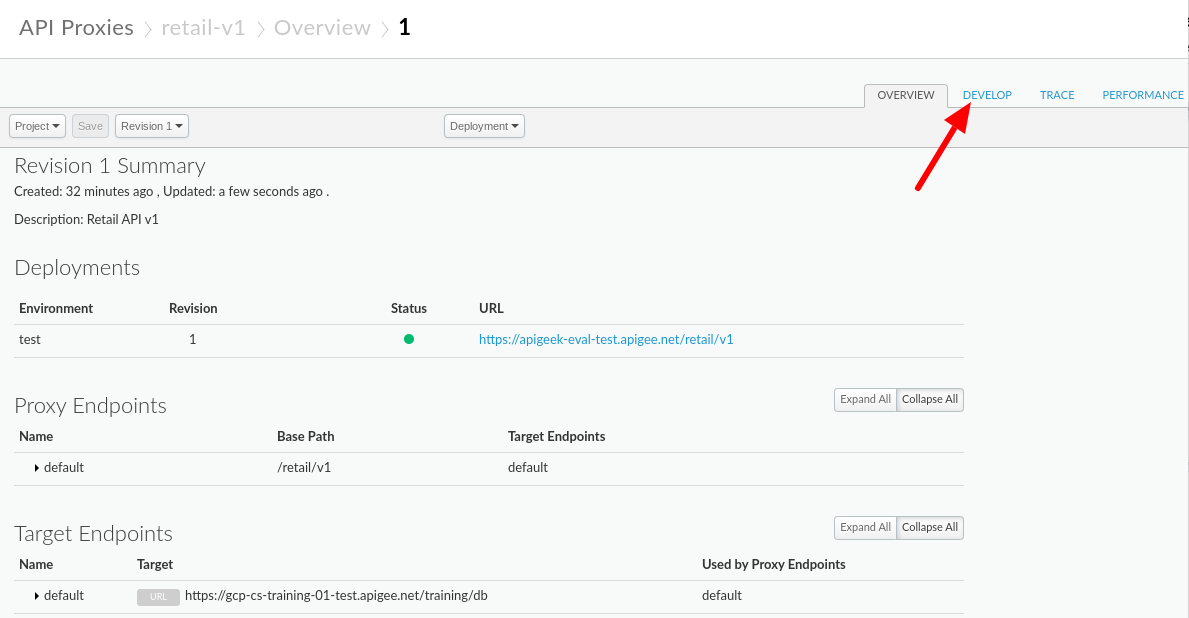 API Proxies > retail-v1 > Overview > 1
OVERVIEW DEVELOP TRACE PERFORMANCE
Project Save Revision 1 Deployment
Revision 1 Summary
Created: 32 minutes ago , Updated: a few seconds ago .
Description: Retail API v1
Deployments
Environment Revision Status URL
test 1 https://apigeek-eval-test.apigee.net/retail/v1
Proxy Endpoints Expand All Collapse All
Name Base Path Target Endpoints
default /retail/v1 default
Target Endpoints Expand All Collapse All
Name Target Used by Proxy Endpoints
default URL https://gcp-cs-training-01-test.apigee.net/training/db default